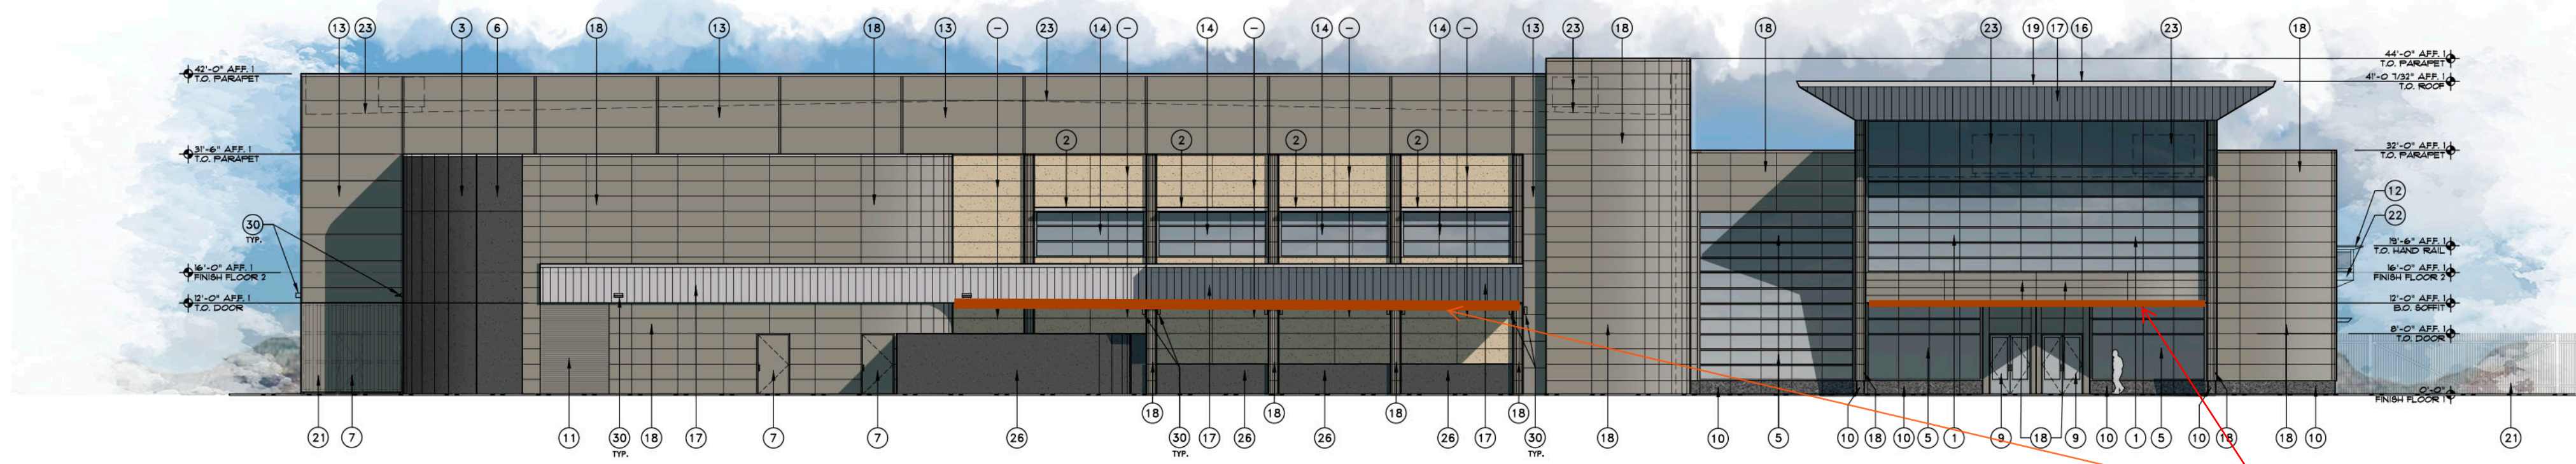 13 23 3 6 18 13 18 13 – 23 14 – 14 – 14 – 14 – 13 23 18 18 23 19 17 16 23 18
42'-0" AFF. 1
T.O. PARAPET
44'-0" AFF. 1
T.O. PARAPET
41'-0 7/32" AFF. 1
T.O. ROOF
2 2 2 2
31'-6" AFF. 1
T.O. PARAPET
32'-0" AFF. 1
T.O. PARAPET
12
22
30
TYP.
19'-6" AFF. 1
T.O. HAND RAIL
16'-0" AFF. 1
FINISH FLOOR 2
16'-0" AFF. 1
FINISH FLOOR 2
12'-0" AFF. 1
T.O. DOOR
12'-0" AFF. 1
B.O. SOFFIT
8'-0" AFF. 1
T.O. DOOR
0'-0"
FINISH FLOOR 1
18 18 18 18
21 7 11 30 18 17 7 7 26 30 17 26 26 26 17 30 18 10 5 10 18 10 5 1 9 18 9 10 1 5 10 18 18 10 21
TYP. TYP. TYP.